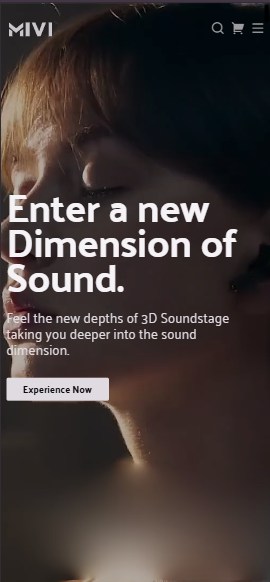 MIVI
Enter a new
Dimension of
Sound.
Feel the new depths of 3D Soundstage
taking you deeper into the sound
dimension.
Experience Now